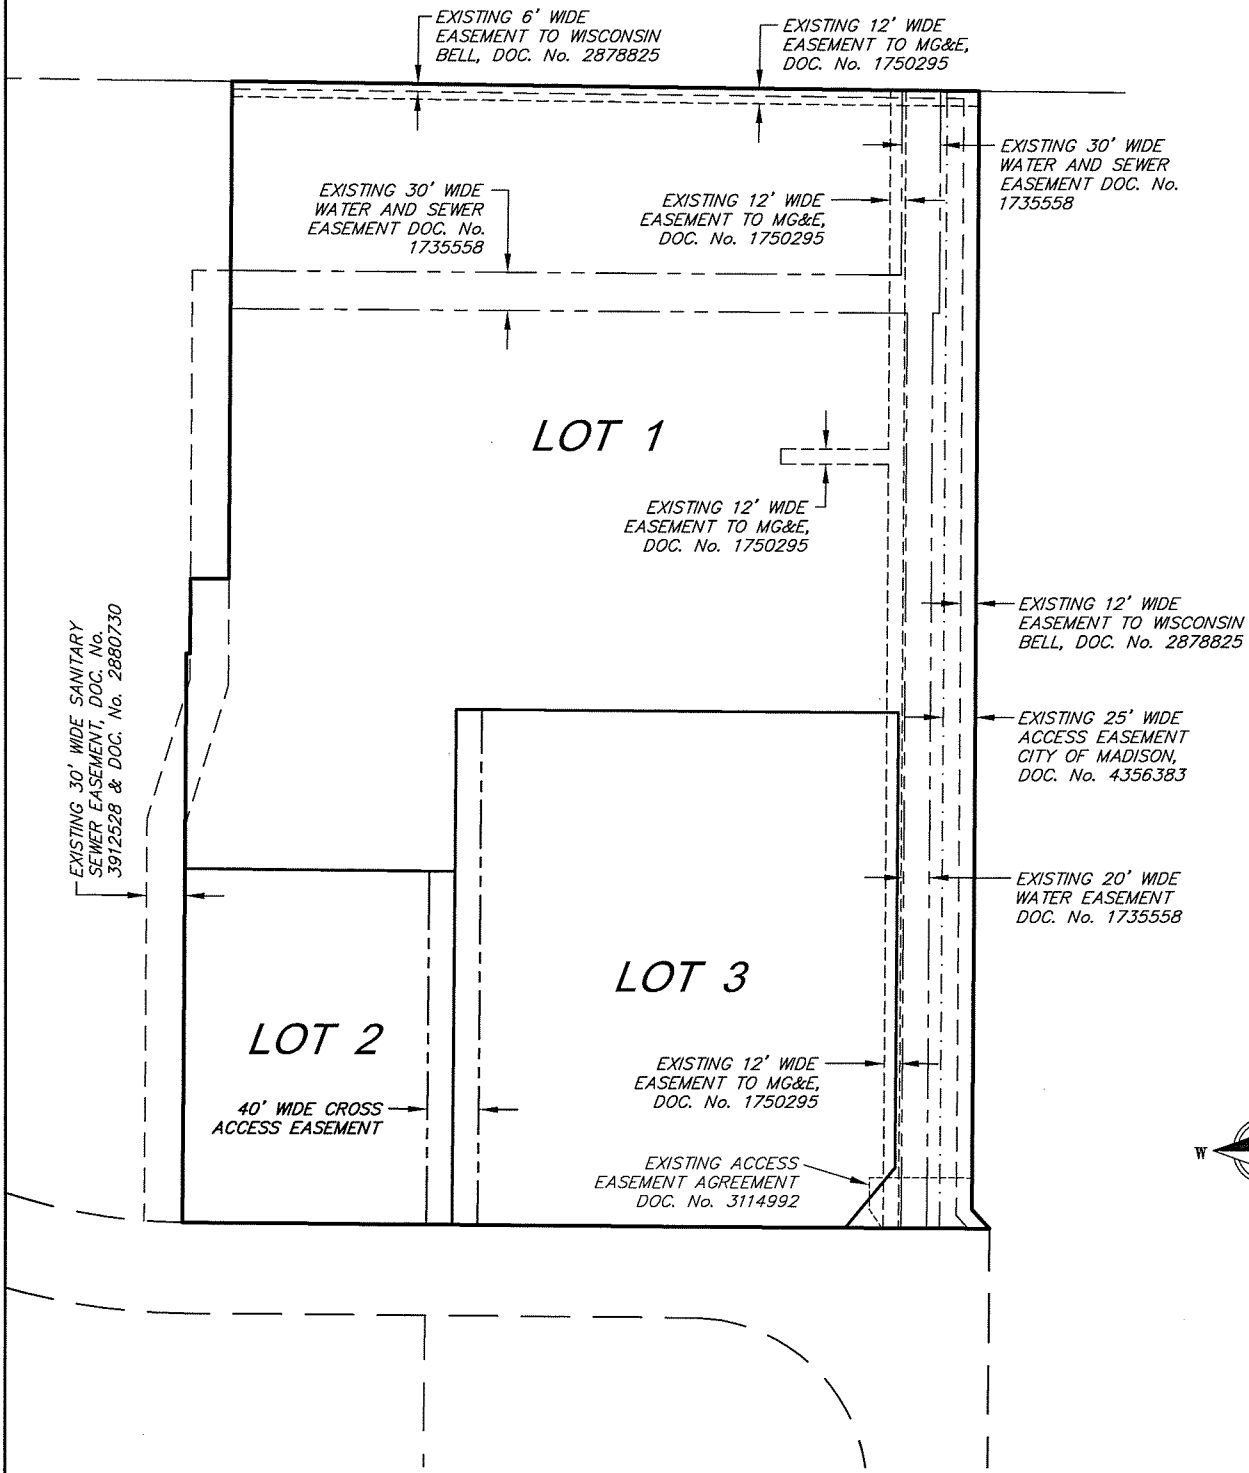 EXISTING 6' WIDE
EASEMENT TO WISCONSIN
BELL, DOC. No. 2878825
EXISTING 12' WIDE
EASEMENT TO MG&E,
DOC. No. 1750295
EXISTING 30' WIDE
WATER AND SEWER
EASEMENT DOC. No.
1735558
EXISTING 30' WIDE
WATER AND SEWER
EASEMENT DOC. No.
1735558
EXISTING 12' WIDE
EASEMENT TO MG&E,
DOC. No. 1750295
LOT 1
EXISTING 12' WIDE
EASEMENT TO MG&E,
DOC. No. 1750295
EXISTING 30' WIDE SANITARY
SEWER EASEMENT, DOC. No.
3912528 & DOC. No. 2880730
EXISTING 12' WIDE
EASEMENT TO WISCONSIN
BELL, DOC. No. 2878825
EXISTING 25' WIDE
ACCESS EASEMENT
CITY OF MADISON,
DOC. No. 4356383
EXISTING 20' WIDE
WATER EASEMENT
DOC. No. 1735558
LOT 3
LOT 2
EXISTING 12' WIDE
EASEMENT TO MG&E,
DOC. No. 1750295
40' WIDE CROSS
ACCESS EASEMENT
EXISTING ACCESS
EASEMENT AGREEMENT
DOC. No. 3114992
W